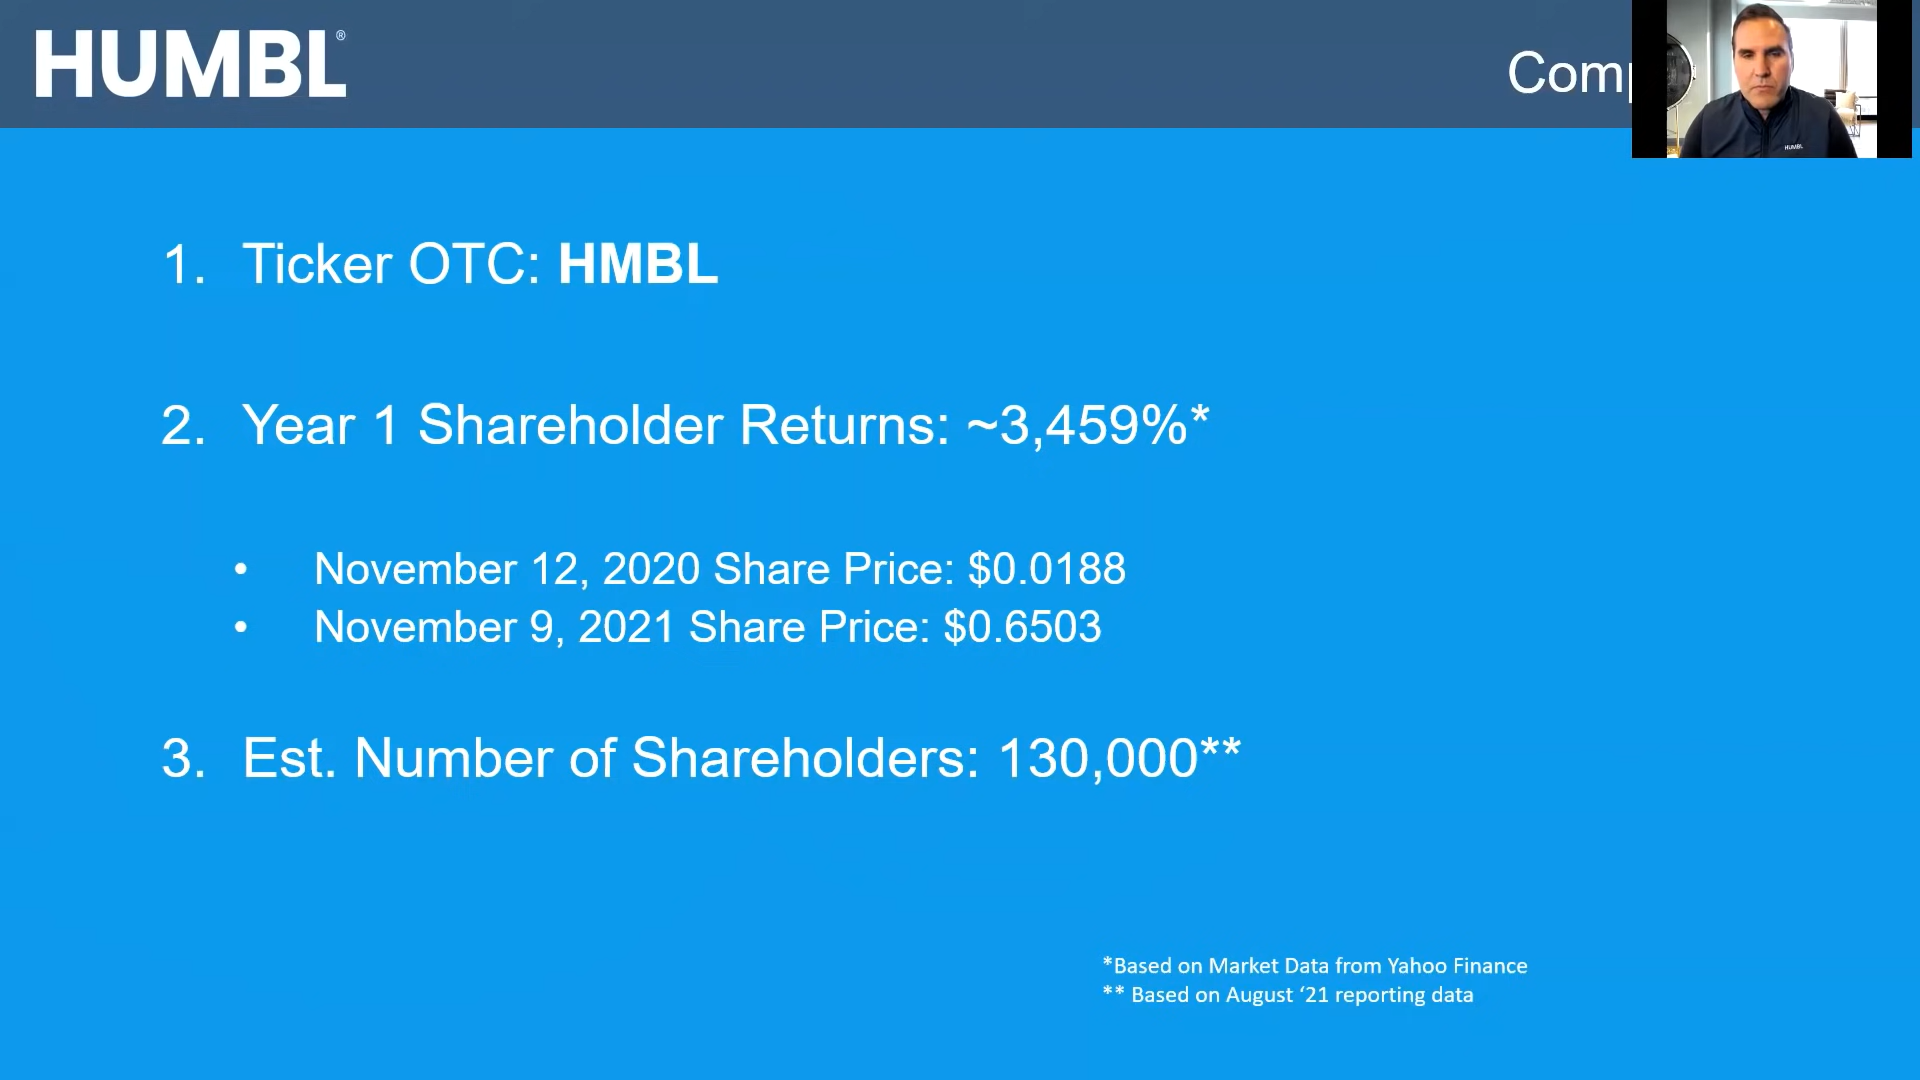 HUMBL®
1. Ticker OTC: HMBL
2. Year 1 Shareholder Returns: ~3,459%*
• November 12, 2020 Share Price: $0.0188
• November 9, 2021 Share Price: $0.6503
3. Est. Number of Shareholders: 130,000**
*Based on Market Data from Yahoo Finance
** Based on August ‘21 reporting data
HUMBL